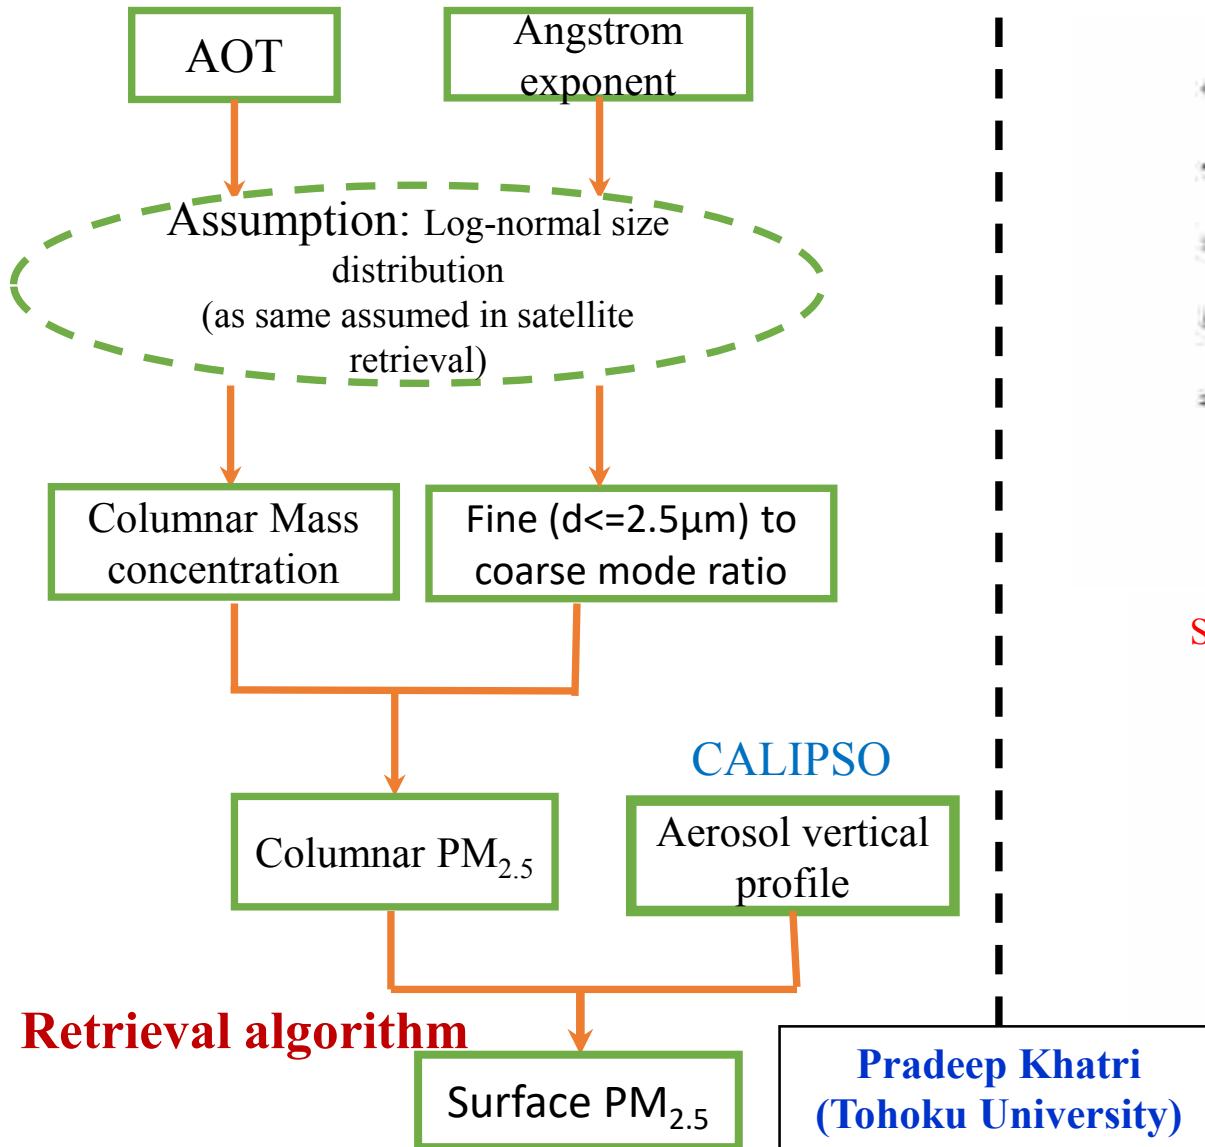 AOT
Angstrom
exponent
Assumption: Log-normal size
distribution
(as same assumed in satellite
retrieval)
Columnar Mass
concentration
Fine (d<=2.5μm) to
coarse mode ratio
S
CALIPSO
Columnar PM2.5
Aerosol vertical
profile
Retrieval algorithm
Surface PM2.5
Pradeep Khatri
(Tohoku University)